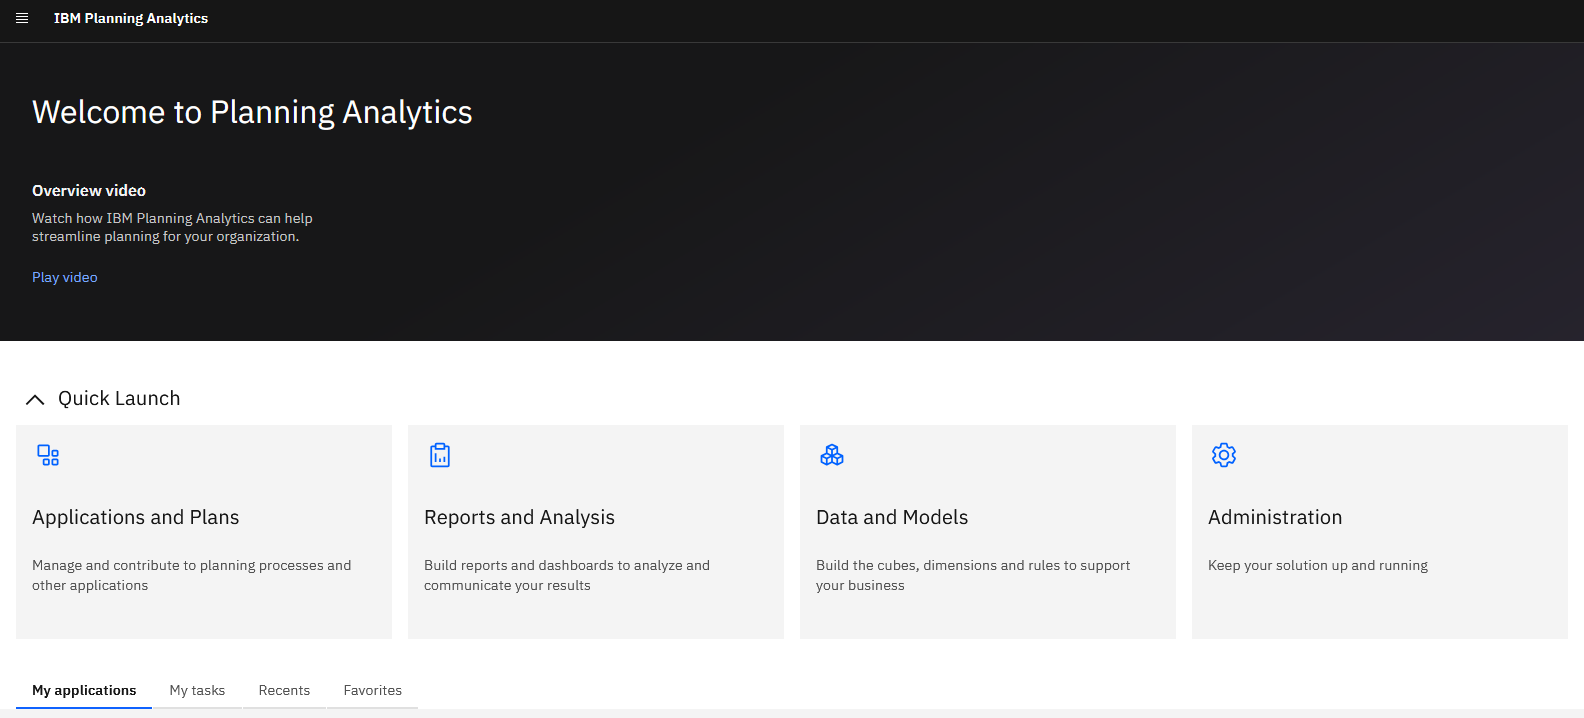 IBM Planning Analytics
Welcome to Planning Analytics
Overview video
Watch how IBM Planning Analytics can help
streamline planning for your organization.
Play video
Quick Launch
Applications and Plans
Manage and contribute to planning processes and
other applications
Reports and Analysis
Build reports and dashboards to analyze and
communicate your results
Data and Models
Build the cubes, dimensions and rules to support
your business
Administration
Keep your solution up and running
My applications
My tasks
Recents
Favorites